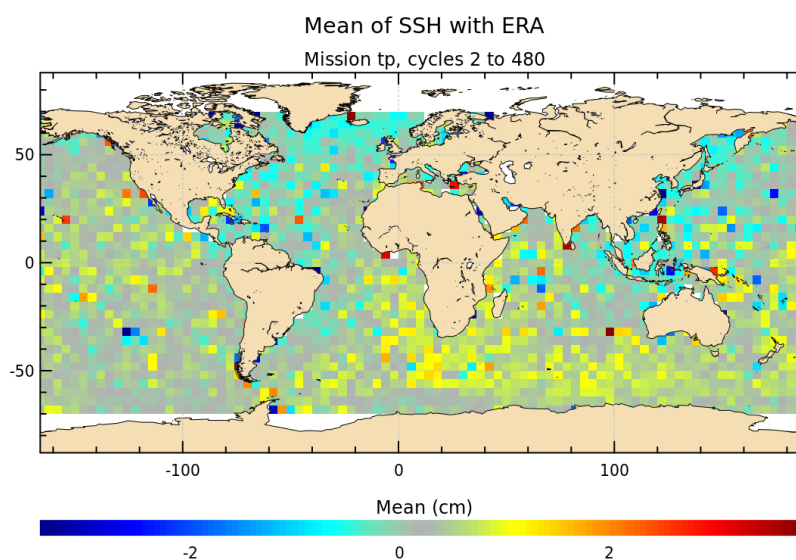 Mean of SSH with ERA
Mission tp, cycles 2 to 480
50
0
-50
-100 0 100
Mean (cm)
-2 0 2